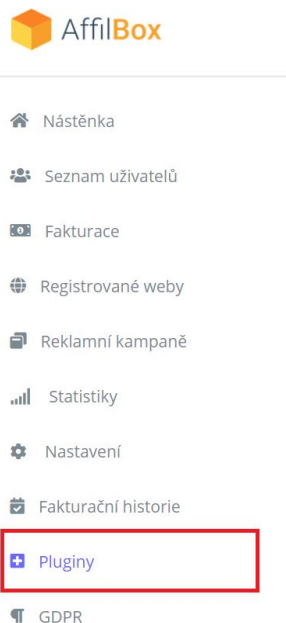 AffilBox
Nástěnka
Seznam uživatelů
Fakturace
Registrované weby
Reklamní kampaně
Statistiky
Nastavení
Fakturační historie
Pluginy
GDPR